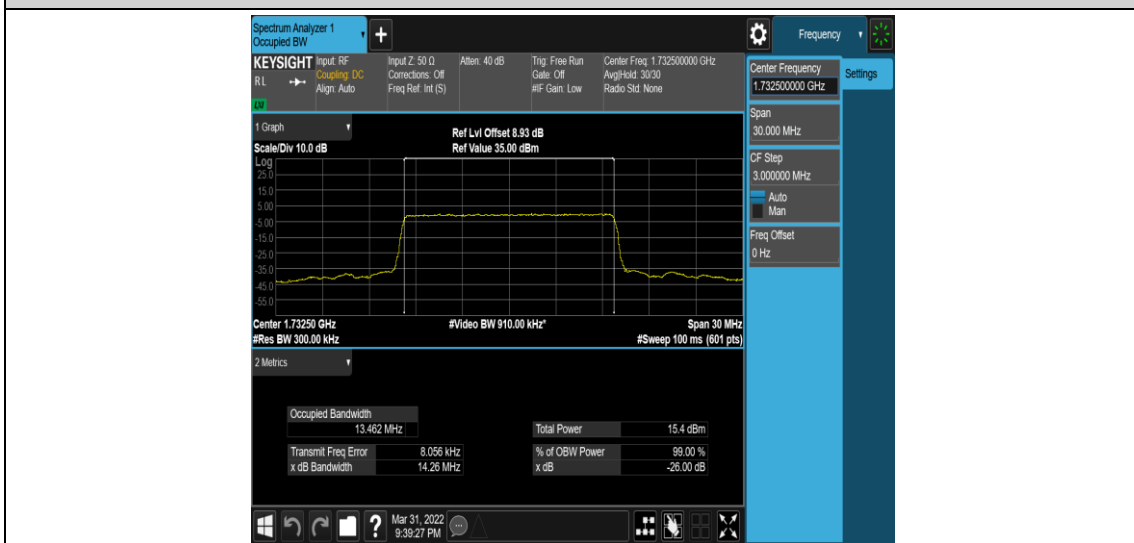 Spectrum Analyzer 1
Occupied BW
+
Frequency
KEYSIGHT
RL
LXI
Input: RF
Coupling: DC
Align: Auto
Input Z: 50 Ω
Corrections: Off
Freq Ref: Int (S)
Atten: 40 dB
Trig: Free Run
Gate: Off
#IF Gain: Low
Center Freq: 1.732500000 GHz
Avg|Hold: 30/30
Radio Std: None
Center Frequency
1.732500000 GHz
Settings
Span
30.000 MHz
CF Step
3.000000 MHz
Auto
Man
Freq Offset
0 Hz
1 Graph
Scale/Div 10.0 dB
Ref Lvl Offset 8.93 dB
Ref Value 35.00 dBm
Log
25.0
15.0
5.00
-5.00
-15.0
-25.0
-35.0
-45.0
-55.0
Center 1.73250 GHz
#Res BW 300.00 kHz
#Video BW 910.00 kHz*
Span 30 MHz
#Sweep 100 ms (601 pts)
2 Metrics
Occupied Bandwidth
13.462 MHz
Total Power 15.4 dBm
Transmit Freq Error 8.056 kHz
% of OBW Power 99.00 %
x dB Bandwidth 14.26 MHz
x dB -26.00 dB
?
Mar 31, 2022
9:39:27 PM